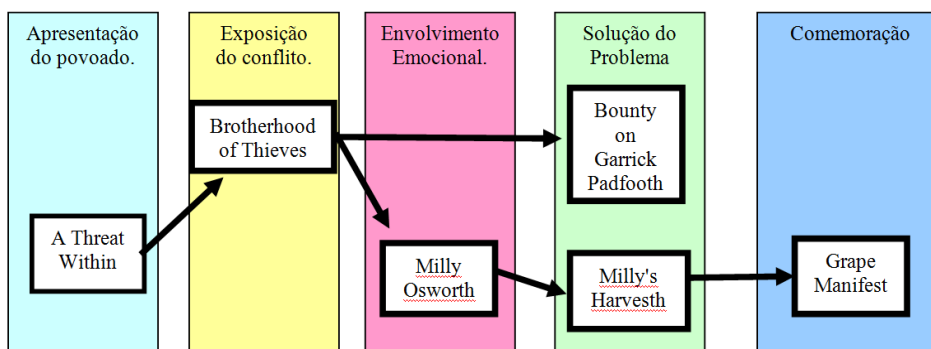 Apresentação
do povoado.
Exposição
do conflito.
Envolvimento
Emocional.
Solução do
Problema
Comemoração
Brotherhood
of Thieves
Bounty
on
Garrick
Padfooth
A Threat
Within
Milly
Osworth
Milly's
Harvesth
Grape
Manifest